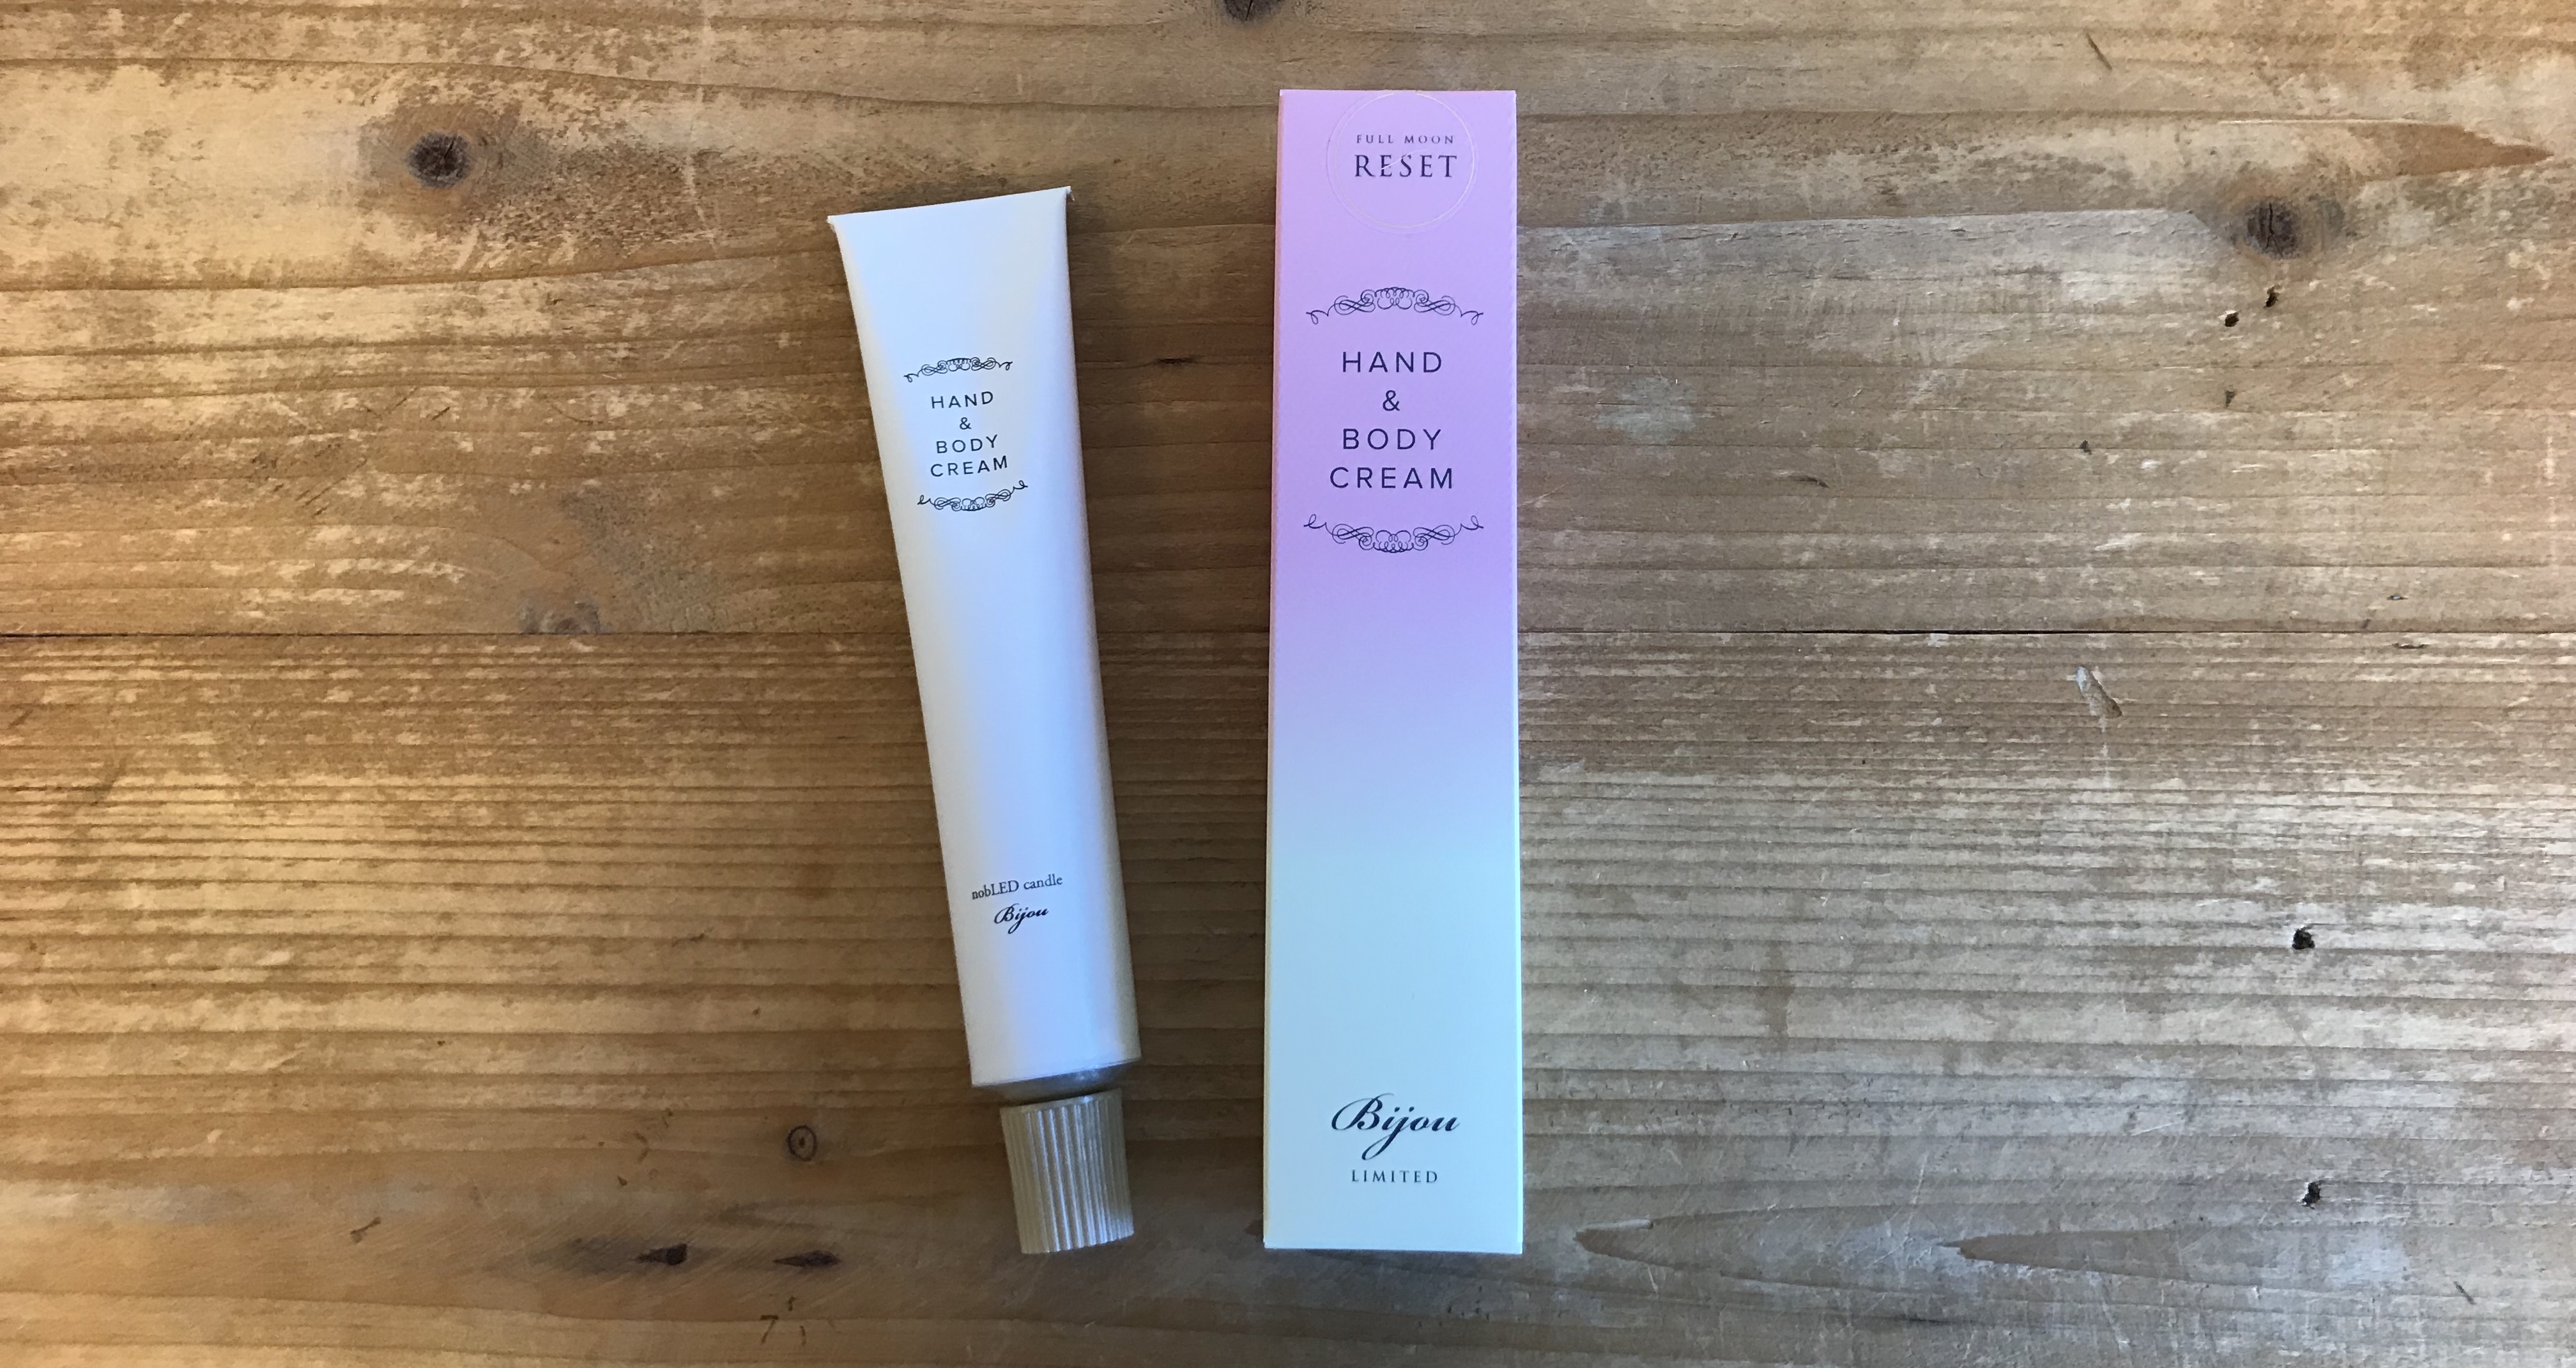 HAND
&
BODY
CREAM
nobLED candle
Bijou
FULL MOON
RESET
HAND
&
BODY
CREAM
Bijou
LIMITED